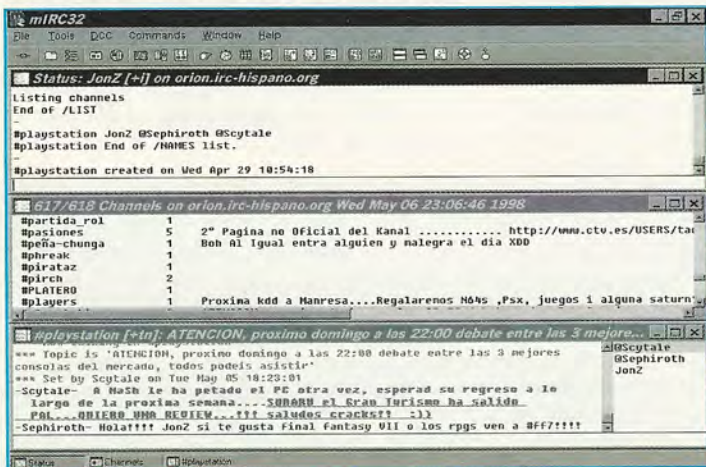 mIRC32
File Tools DCC Commands Window Help
Status: JonZ [+i] on orion.irc-hispano.org
Listing channels
End of /LIST
-
#playstation JonZ @Sephiroth @Scytale
#playstation End of /NAMES list.
-
#playstation created on Wed Apr 29 10:54:18
617/618 Channels on orion.irc-hispano.org Wed May 06 23:06:46 1998
#partida_rol 1
#pasiones 5 2ª Pagina no Oficial del Kanal ............ http://www.ctv.es/USERS/
#peña-chunga 1 Boh Al Igual entra alguien y malegra el dia XDD
#phreak 1
#pirataz 1
#pirch 2
#PLATERO 1
#players 1 Proxima kdd a Manresa....Regalarenos N64s ,Psx, juegos i alguna saturn
#playstation [+tn]: ATENCION, proximo domingo a las 22:00 debate entre las 3 mejore...
*** Topic is 'ATENCION, proximo domingo a las 22:00 debate entre las 3 mejores
consolas del mercado, todos podeis asistir'
*** Set by Scytale on Tue May 05 18:23:01
-Scytale- A MaSh le ha petado el PC otra vez, esperad su regreso a lo
largo de la proxima semana....SUBARU el Gran Turismo ha salido
PAL...QUIERO UNA REVIEW...!!! saludos cracks!! :))
-Sephiroth- Hola!!!! JonZ si te gusta final fantasy VII o los rpgs ven a #FF7!!!!
@Scytale
@Sephiroth
JonZ
Status Channels #playstation